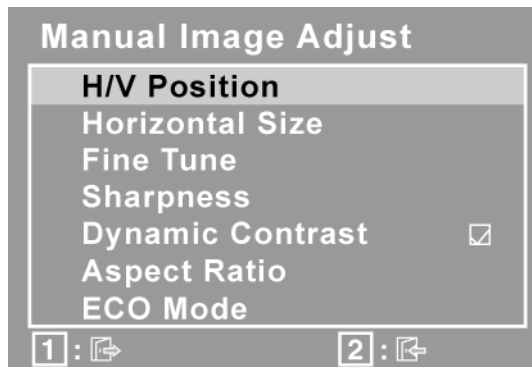 Manual Image Adjust
H/V Position
Horizontal Size
Fine Tune
Sharpness
Dynamic Contrast
Aspect Ratio
ECO Mode
1 : 2 :